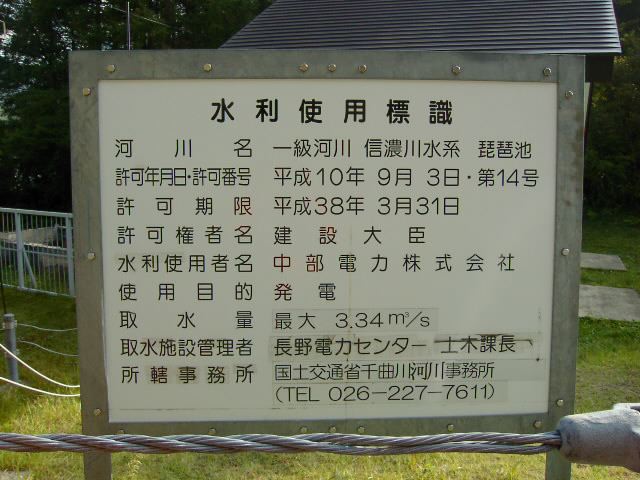 水利使用標識
河川名 一級河川 信濃川水系 琵琶池
許可年月日・許可番号 平成10年 9月 3日・第14号
許可期限 平成38年 3月31日
許可権者名 建設大臣
水利使用者名 中部電力株式会社
使用目的 発電
取水量 最大 3.34m³/s
取水施設管理者 長野電力センター 土木課長
所轄事務所 国土交通省千曲川河川事務所
(TEL 026-227-7611)